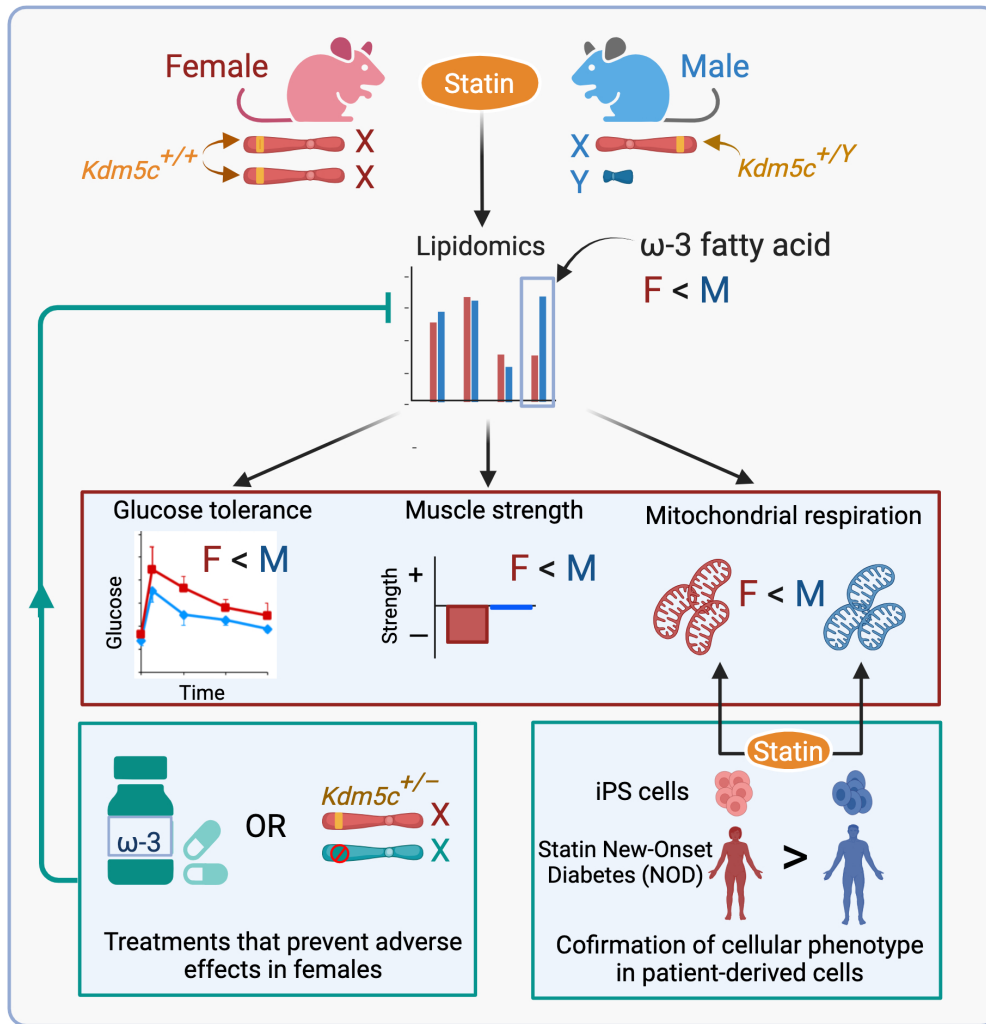 Female
Statin
Male
Kdm5c+/+
X
X
X
Y
Kdm5c+/Y
Lipidomics
ω-3 fatty acid
F < M
Glucose tolerance
F < M
Glucose
Time
Muscle strength
F < M
Strength
+
−
Mitochondrial respiration
F < M
ω-3
OR
Kdm5c+/−
X
X
Treatments that prevent adverse
effects in females
Statin
iPS cells
Statin New-Onset
Diabetes (NOD)
>
Cofirmation of cellular phenotype
in patient-derived cells